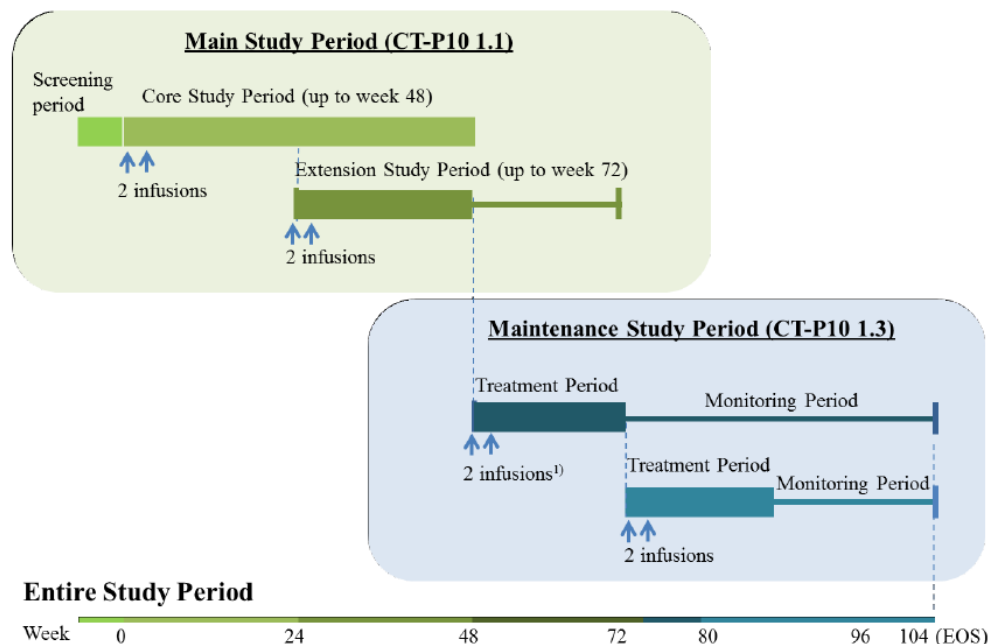 Main Study Period (CT-P10 1.1)
Screening
period
Core Study Period (up to week 48)
2 infusions
Extension Study Period (up to week 72)
2 infusions
Maintenance Study Period (CT-P10 1.3)
Treatment Period
Monitoring Period
2 infusions¹⁾
Treatment Period
Monitoring Period
2 infusions
Entire Study Period
Week 0 24 48 72 80 96 104 (EOS)